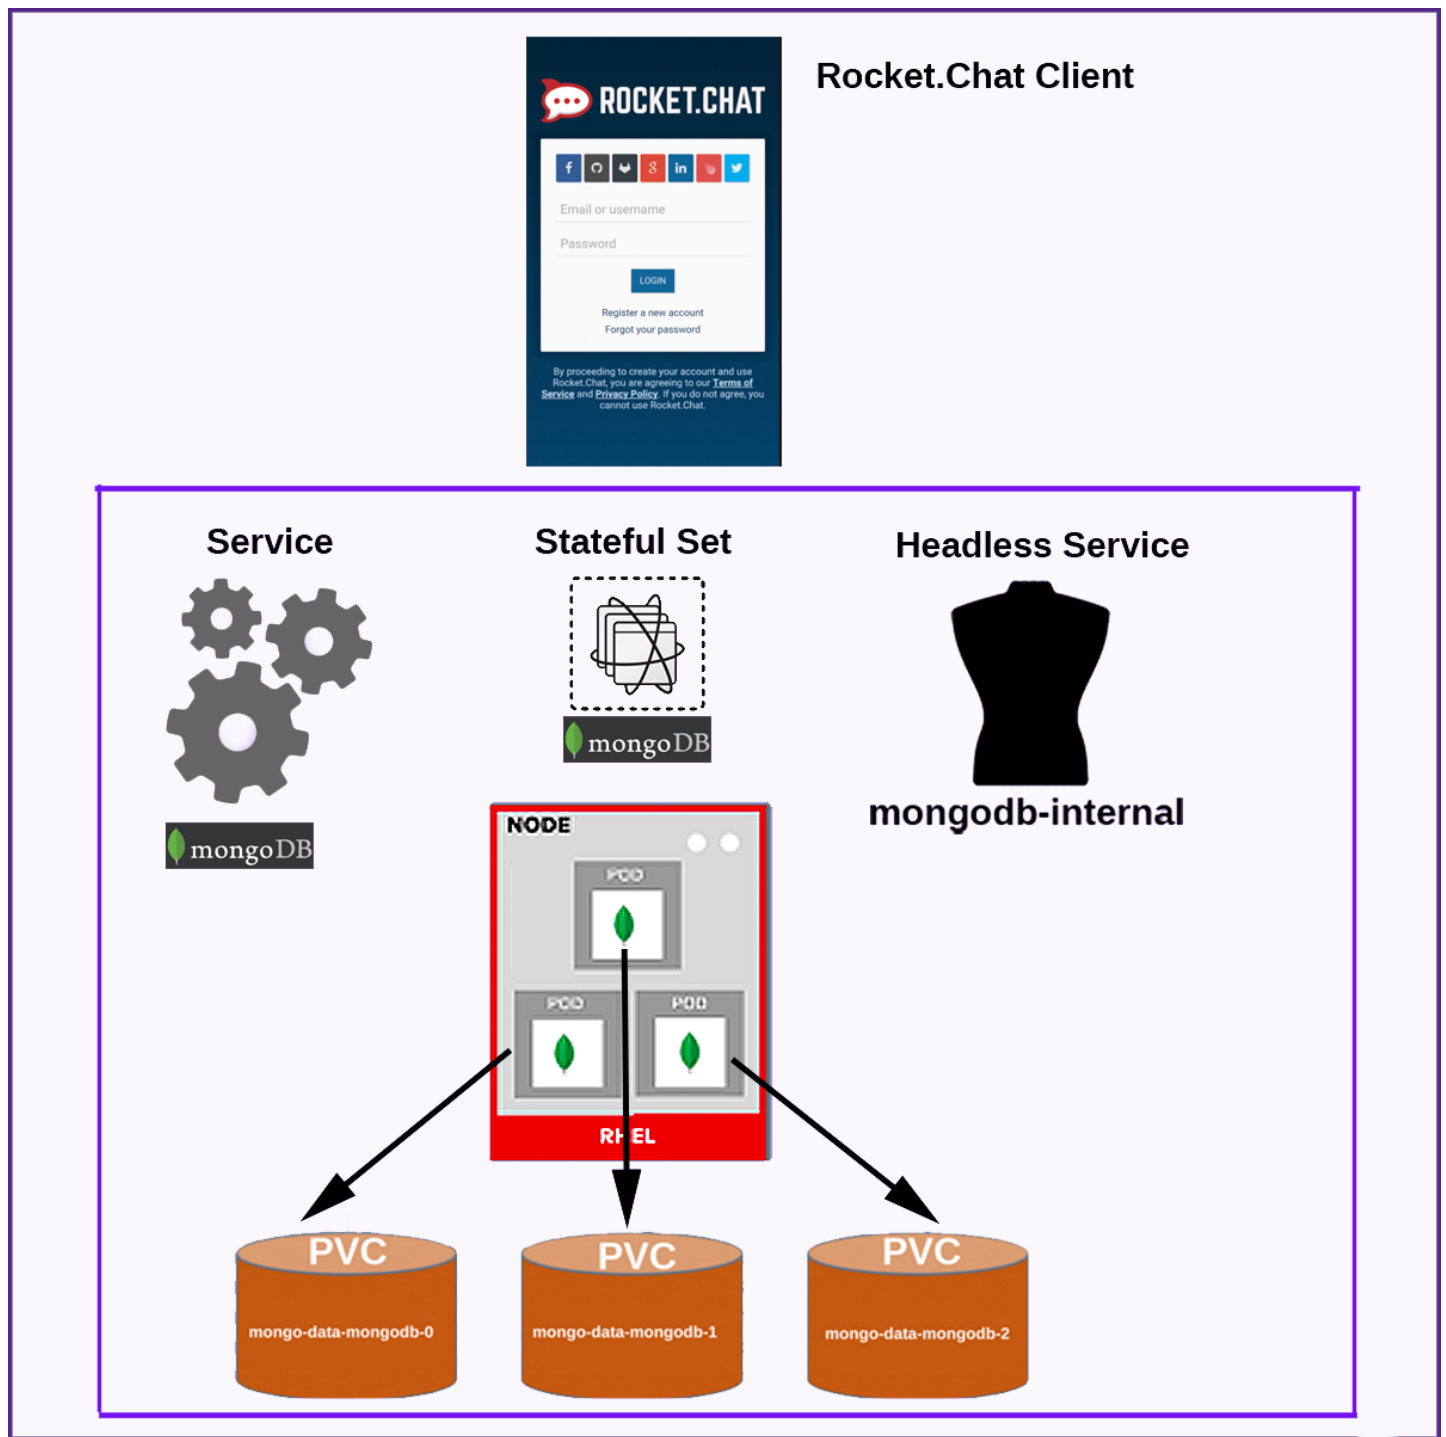 Rocket.Chat Client
ROCKET.CHAT
Email or username
Password
LOGIN
Register a new account
Forgot your password
By proceeding to create your account and use
Rocket.Chat, you are agreeing to our Terms of
Service and Privacy Policy. If you do not agree, you
cannot use Rocket.Chat.
Service
Stateful Set
Headless Service
mongoDB
mongodb-internal
mongoDB
NODE
POD
POD
POD
RHEL
PVC
PVC
PVC
mongo-data-mongodb-0
mongo-data-mongodb-1
mongo-data-mongodb-2